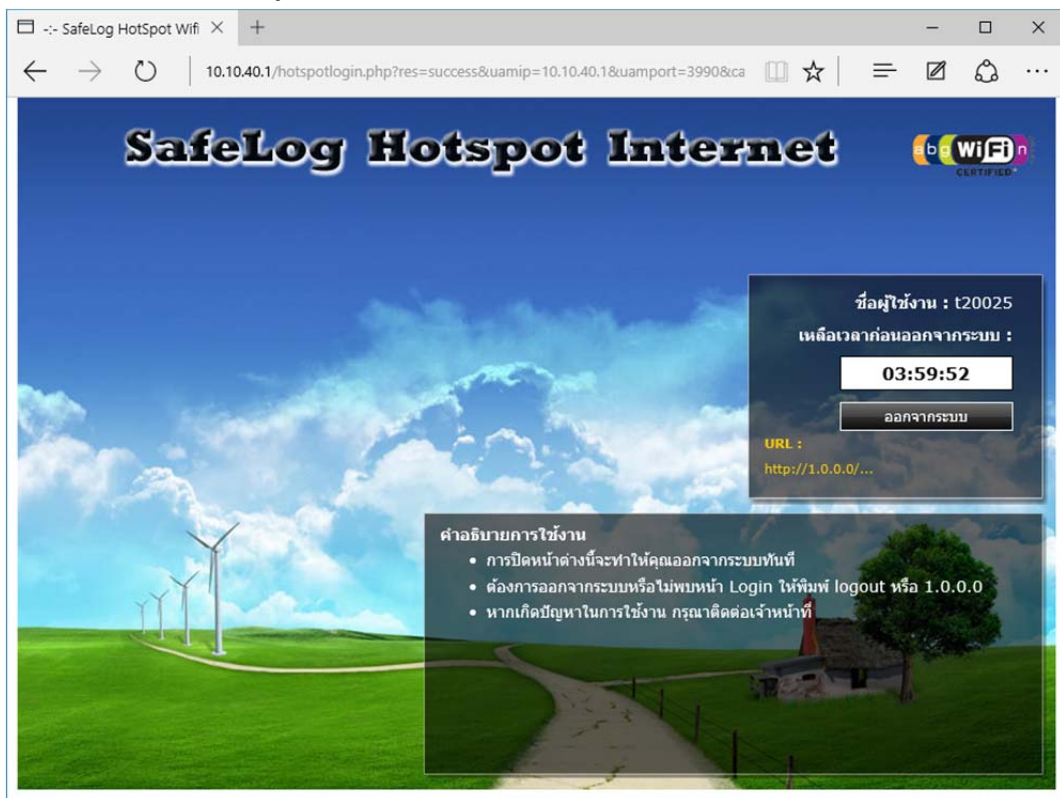 -:- SafeLog HotSpot Wifi
10.10.40.1/hotspotlogin.php?res=success&uamip=10.10.40.1&uamport=3990&ca
SafeLog Hotspot Internet
a b g WiFi n
CERTIFIED
ชื่อผู้ใช้งาน : t20025
เหลือเวลาก่อนออกจากระบบ :
03:59:52
ออกจากระบบ
URL :
http://1.0.0.0/...
คำอธิบายการใช้งาน
• การปิดหน้าต่างนี้จะทำให้คุณออกจากระบบทันที
• ต้องการออกจากระบบหรือไม่พบหน้า Login ให้พิมพ์ logout หรือ 1.0.0.0
• หากเกิดปัญหาในการใช้งาน กรุณาติดต่อเจ้าหน้าที่